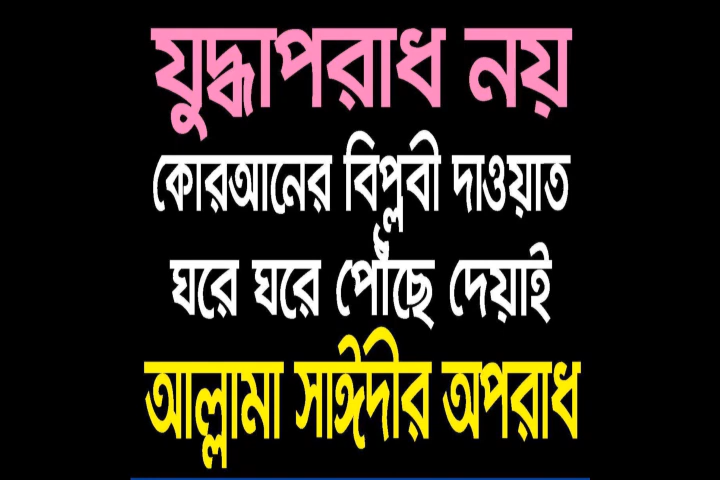 যুদ্ধাপরাধ নয়
কোরআনের বিপ্লবী দাওয়াত
ঘরে ঘরে পৌঁছে দেয়াই
আল্লামা সাঈদীর অপরাধ